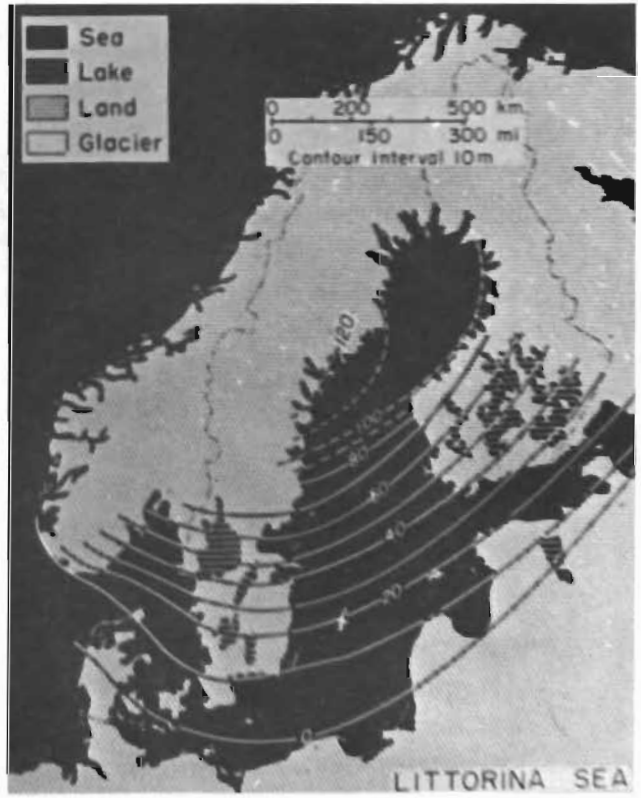 Sea
Lake
Land
Glacier
0 200 500 km
0 150 300 mi
Contour interval 10m
120
100
80
60
40
20
0
LITTORINA SEA